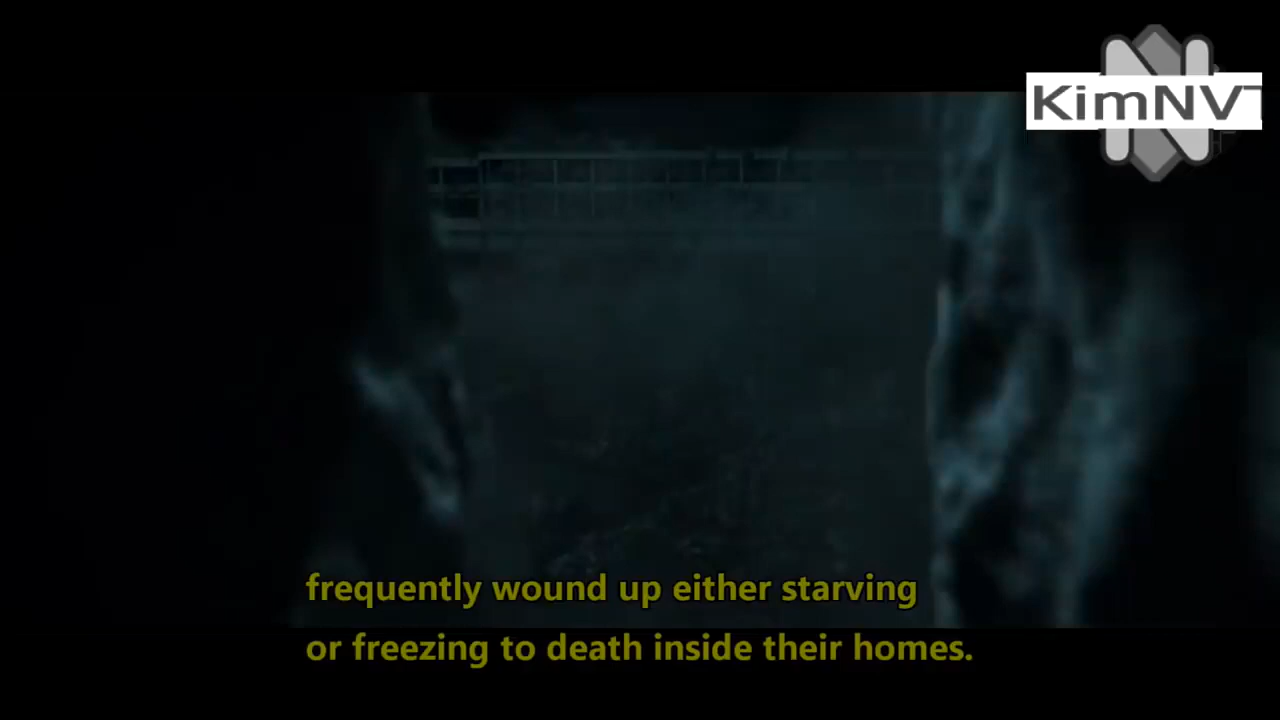 KimNV
frequently wound up either starving
or freezing to death inside their homes.